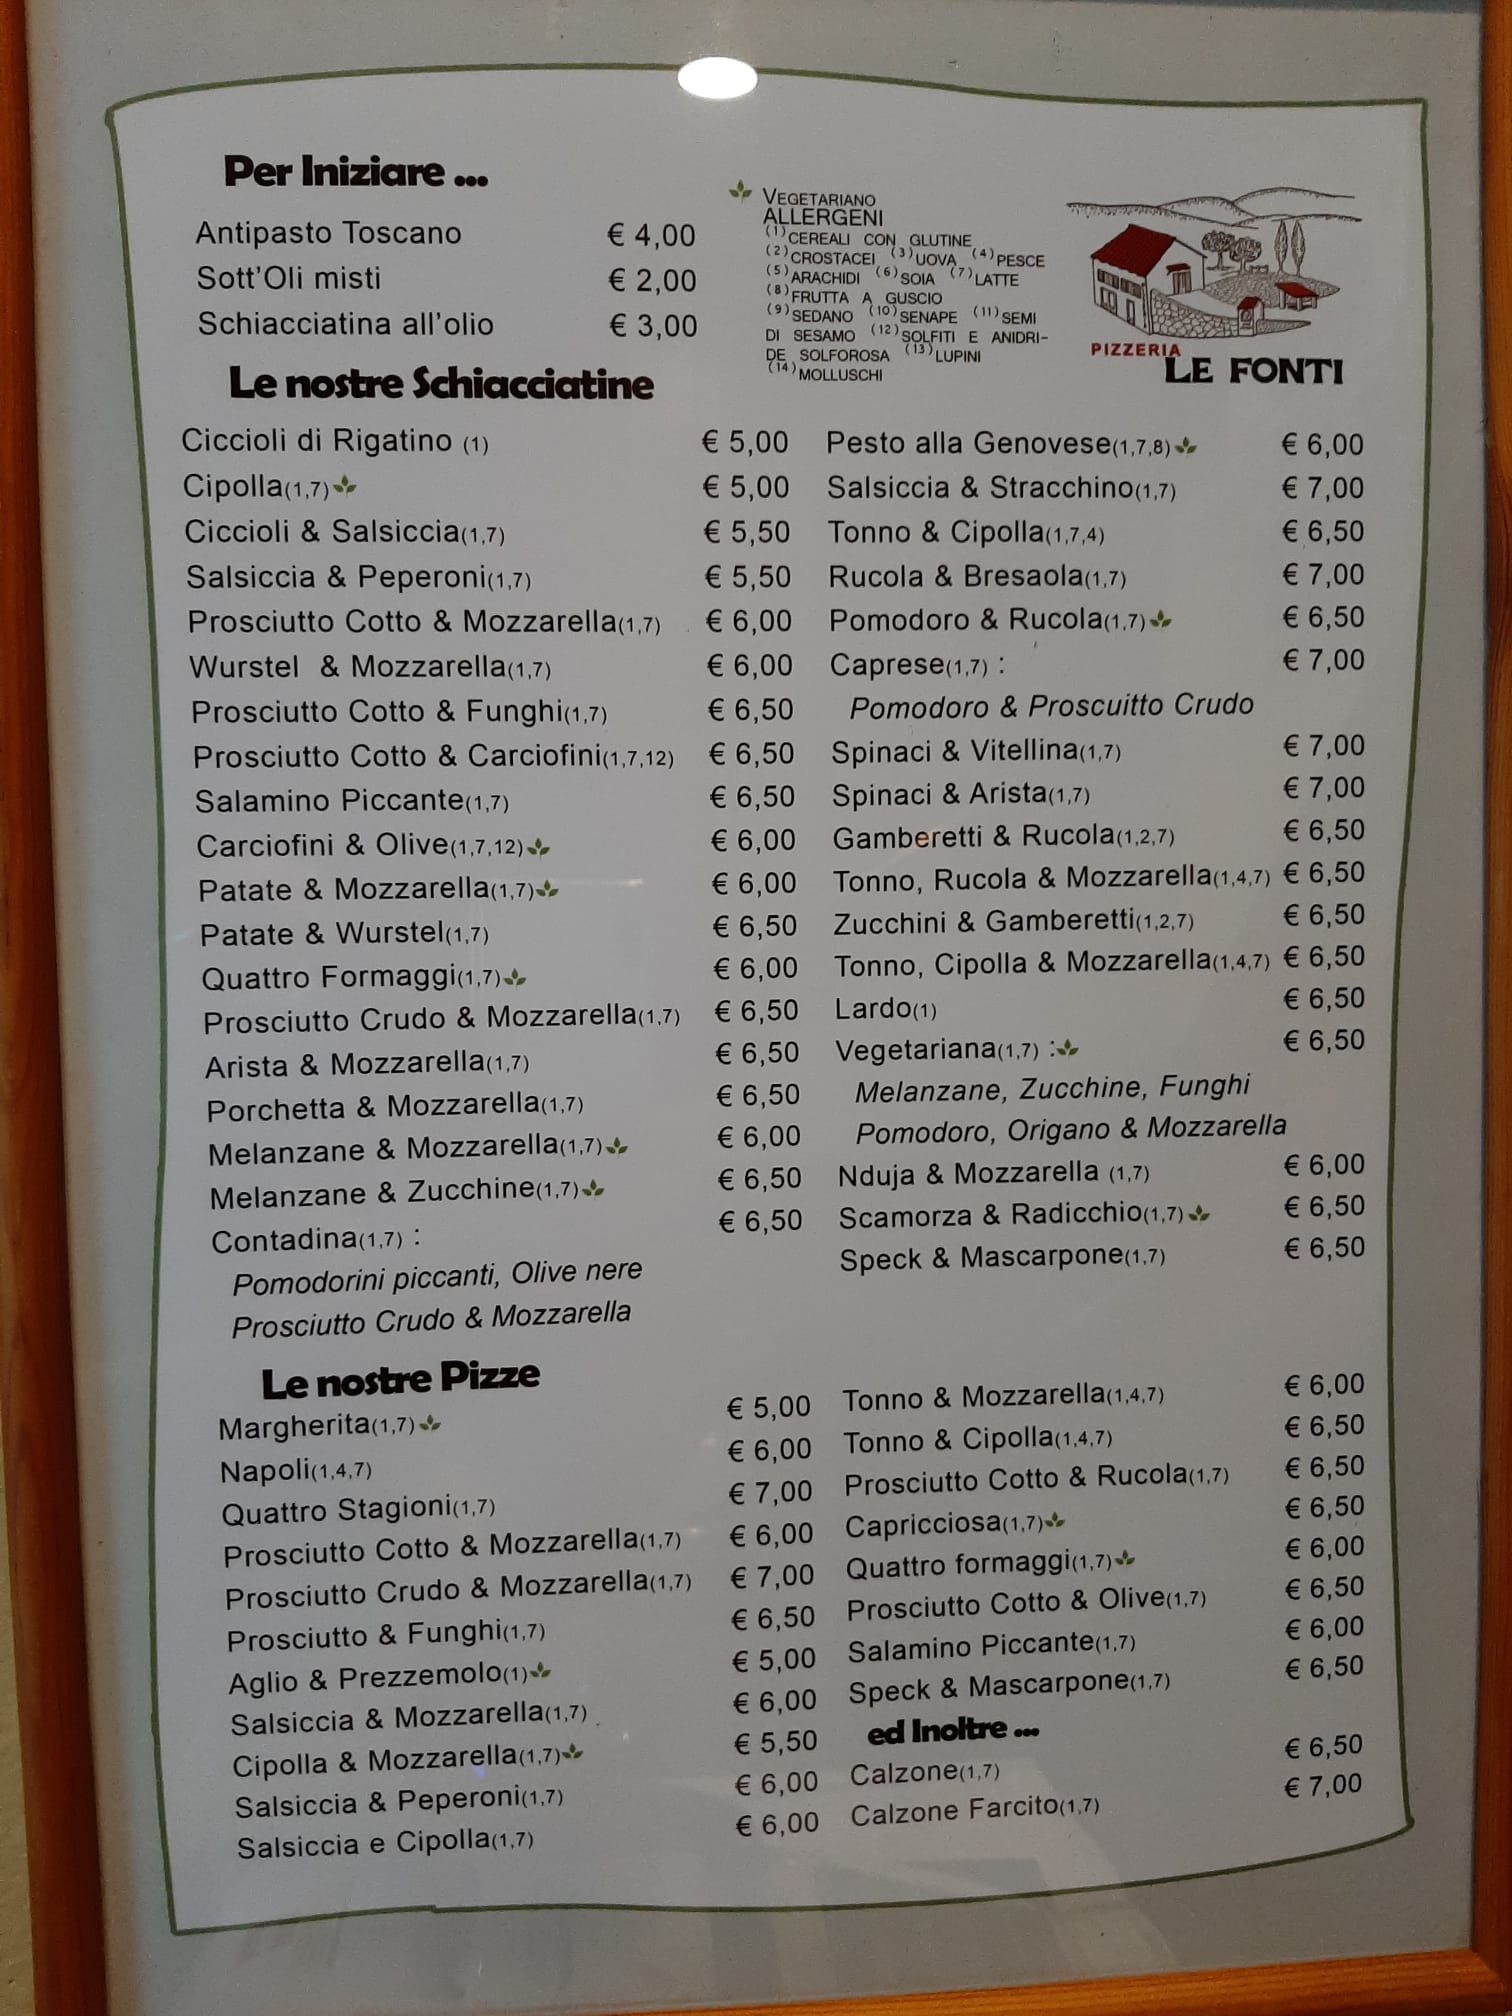 Per Iniziare ...
Antipasto Toscano € 4,00
Sott'Oli misti € 2,00
Schiacciatina all'olio € 3,00
VEGETARIANO
ALLERGENI
(1) CEREALI CON GLUTINE
(2) CROSTACEI (3) UOVA (4) PESCE
(5) ARACHIDI (6) SOIA (7) LATTE
(8) FRUTTA A GUSCIO
(9) SEDANO (10) SENAPE (11) SEMI
DI SESAMO (12) SOLFITI E ANIDRI-
DE SOLFOROSA (13) LUPINI
(14) MOLLUSCHI
PIZZERIA
LE FONTI
Le nostre Schiacciatine
Ciccioli di Rigatino (1) € 5,00
Cipolla(1,7) € 5,00
Ciccioli & Salsiccia(1,7) € 5,50
Salsiccia & Peperoni(1,7) € 5,50
Prosciutto Cotto & Mozzarella(1,7) € 6,00
Wurstel & Mozzarella(1,7) € 6,00
Prosciutto Cotto & Funghi(1,7) € 6,50
Prosciutto Cotto & Carciofini(1,7,12) € 6,50
Salamino Piccante(1,7) € 6,50
Carciofini & Olive(1,7,12) € 6,00
Patate & Mozzarella(1,7) € 6,00
Patate & Wurstel(1,7) € 6,50
Quattro Formaggi(1,7) € 6,00
Prosciutto Crudo & Mozzarella(1,7) € 6,50
Arista & Mozzarella(1,7) € 6,50
Porchetta & Mozzarella(1,7) € 6,50
Melanzane & Mozzarella(1,7) € 6,00
Melanzane & Zucchine(1,7) € 6,50
Contadina(1,7) : € 6,50
Pomodorini piccanti, Olive nere
Prosciutto Crudo & Mozzarella
Pesto alla Genovese(1,7,8) € 6,00
Salsiccia & Stracchino(1,7) € 7,00
Tonno & Cipolla(1,7,4) € 6,50
Rucola & Bresaola(1,7) € 7,00
Pomodoro & Rucola(1,7) € 6,50
Caprese(1,7) : € 7,00
Pomodoro & Proscuitto Crudo
Spinaci & Vitellina(1,7) € 7,00
Spinaci & Arista(1,7) € 7,00
Gamberetti & Rucola(1,2,7) € 6,50
Tonno, Rucola & Mozzarella(1,4,7) € 6,50
Zucchini & Gamberetti(1,2,7) € 6,50
Tonno, Cipolla & Mozzarella(1,4,7) € 6,50
Lardo(1) € 6,50
Vegetariana(1,7) : € 6,50
Melanzane, Zucchine, Funghi
Pomodoro, Origano & Mozzarella
Nduja & Mozzarella (1,7) € 6,00
Scamorza & Radicchio(1,7) € 6,50
Speck & Mascarpone(1,7) € 6,50
Le nostre Pizze
Margherita(1,7) € 5,00
Napoli(1,4,7) € 6,00
Quattro Stagioni(1,7) € 7,00
Prosciutto Cotto & Mozzarella(1,7) € 6,00
Prosciutto Crudo & Mozzarella(1,7) € 7,00
Prosciutto & Funghi(1,7) € 6,50
Aglio & Prezzemolo(1) € 5,00
Salsiccia & Mozzarella(1,7) € 6,00
Cipolla & Mozzarella(1,7) € 5,50
Salsiccia & Peperoni(1,7) € 6,00
Salsiccia e Cipolla(1,7) € 6,00
Tonno & Mozzarella(1,4,7) € 6,00
Tonno & Cipolla(1,4,7) € 6,50
Prosciutto Cotto & Rucola(1,7) € 6,50
Capricciosa(1,7) € 6,50
Quattro formaggi(1,7) € 6,00
Prosciutto Cotto & Olive(1,7) € 6,50
Salamino Piccante(1,7) € 6,00
Speck & Mascarpone(1,7) € 6,50
ed Inoltre ...
Calzone(1,7) € 6,50
Calzone Farcito(1,7) € 7,00